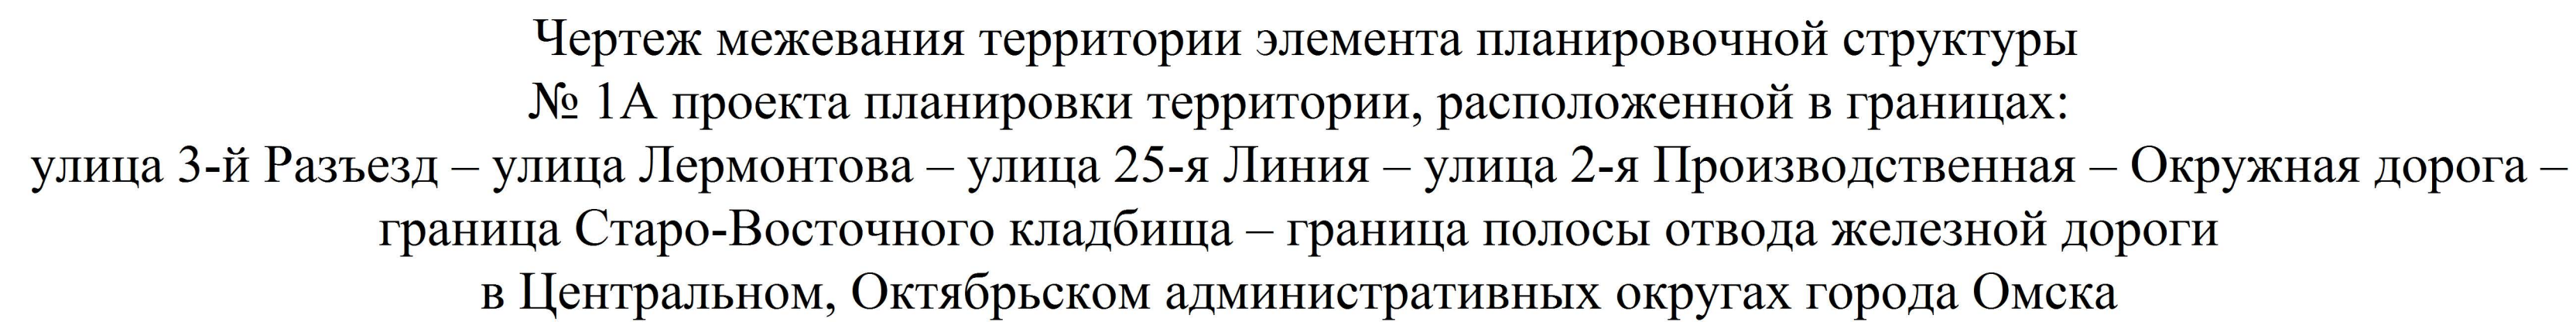 Чертеж межевания территории элемента планировочной структуры
№ 1А проекта планировки территории, расположенной в границах:
улица 3-й Разъезд – улица Лермонтова – улица 25-я Линия – улица 2-я Производственная – Окружная дорога –
граница Старо-Восточного кладбища – граница полосы отвода железной дороги
в Центральном, Октябрьском административных округах города Омска